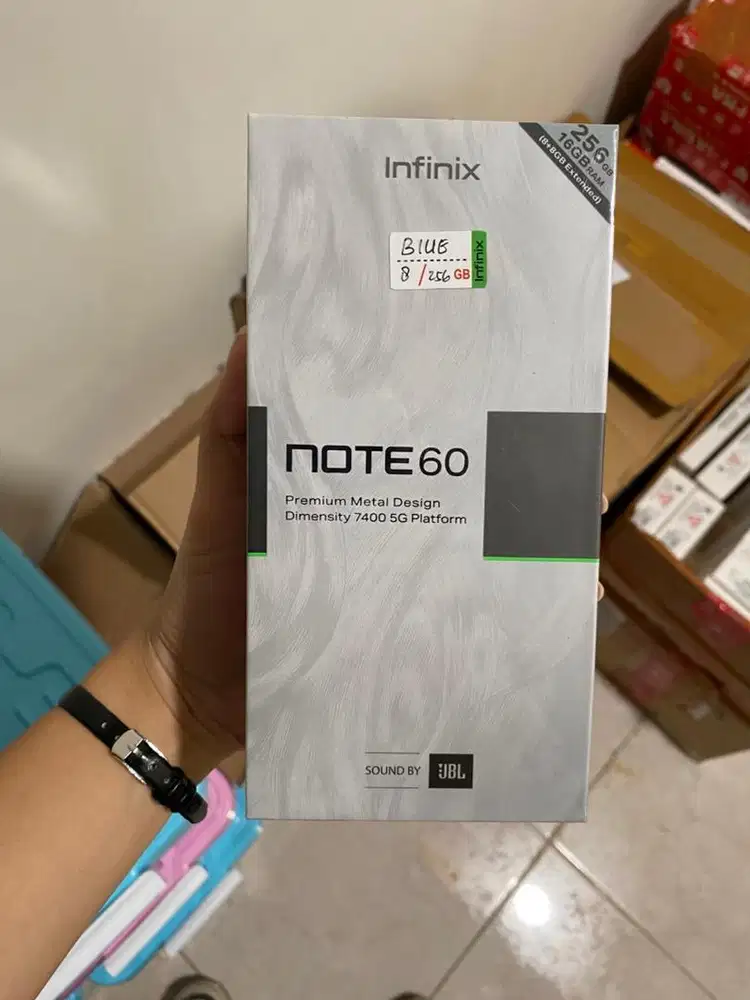 Infinix
256GB
16GB RAM
(8+8GB Extended)
BlUE
8/256 GB
Infinix
NOTE 60
Premium Metal Design
Dimensity 7400 5G Platform
SOUND BY JBL